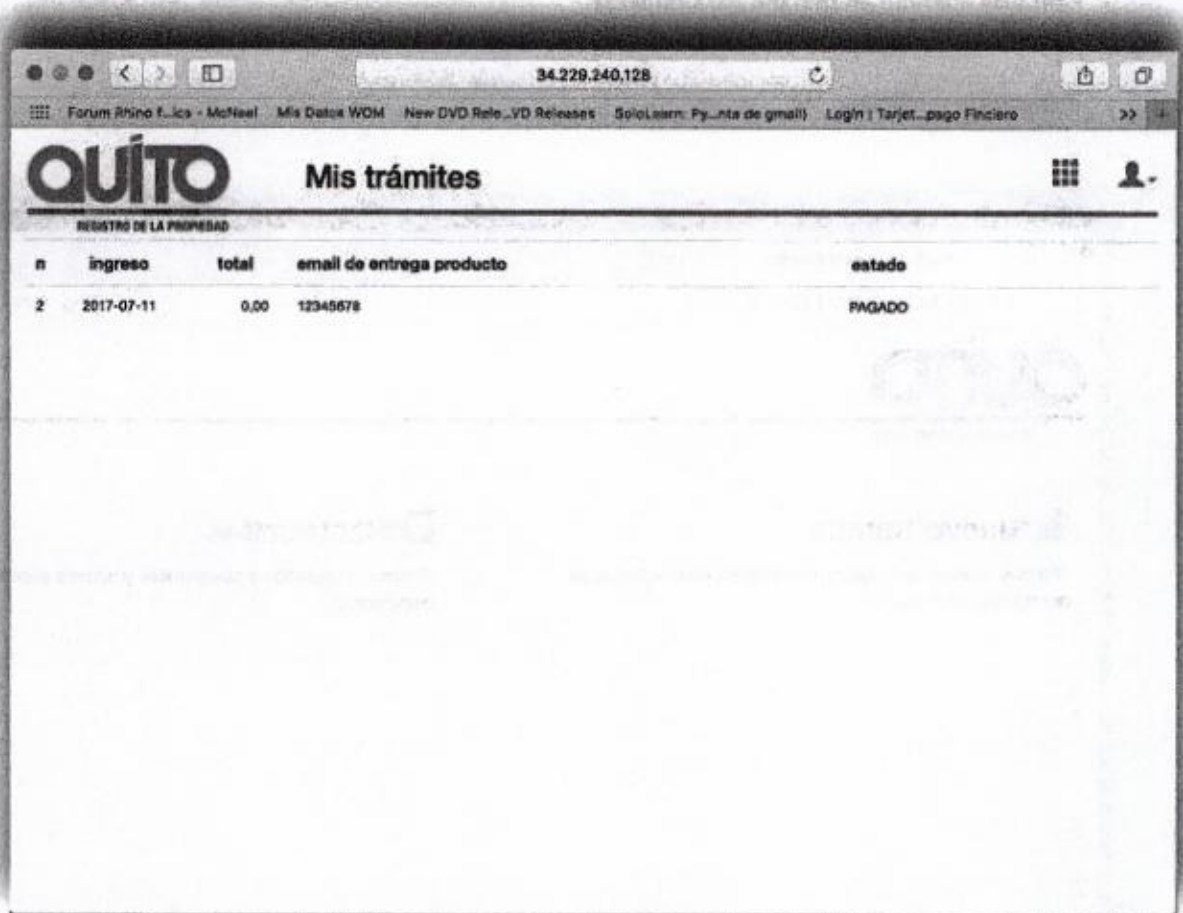 34.229.240.128
Forum Rhino f...ics - McNeel Mis Datos WOM New DVD Rele...VD Releases SoloLearn: Py...nta de gmail) Login | Tarjet...pago Finciero >>
QUITO Mis trámites
REGISTRO DE LA PROPIEDAD
n ingreso total email de entrega producto estado
2 2017-07-11 0,00 12345678 PAGADO